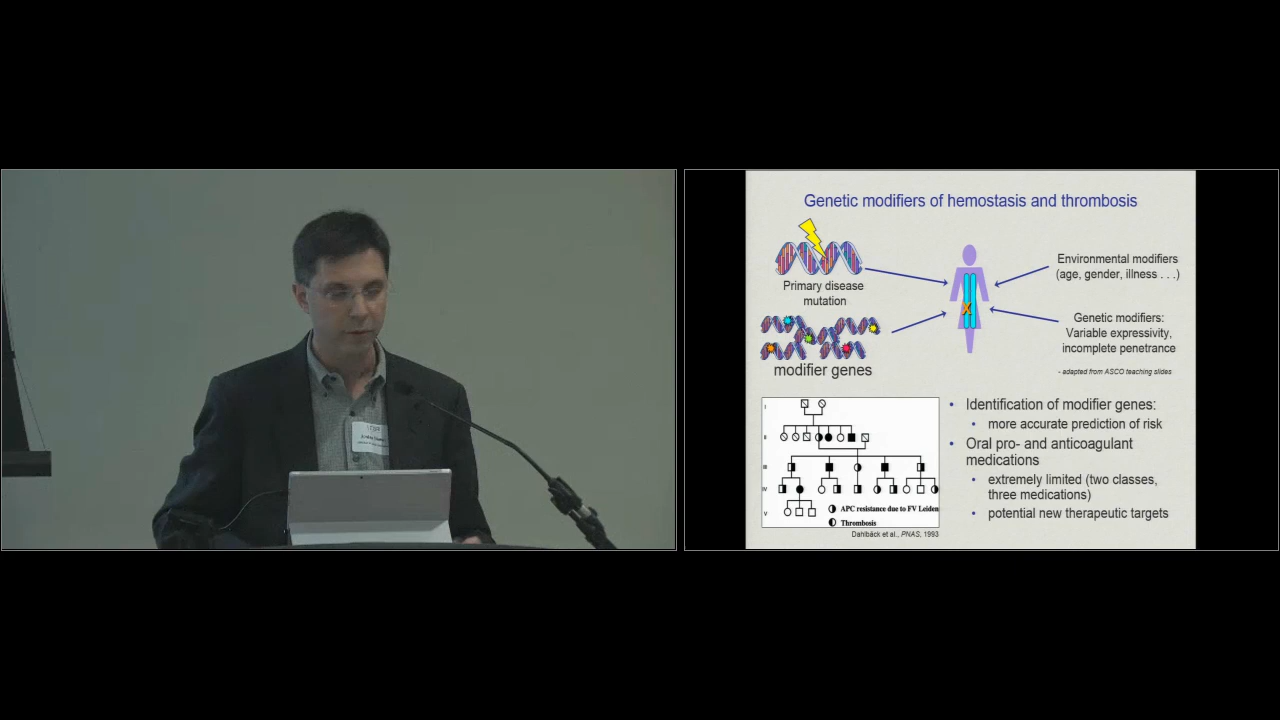 Genetic modifiers of hemostasis and thrombosis
Primary disease
mutation
modifier genes
Environmental modifiers
(age, gender, illness . . .)
Genetic modifiers:
Variable expressivity,
incomplete penetrance
- adapted from ASCO teaching slides
I
II
III
IV
V
APC resistance due to FV Leiden
Thrombosis
Dahlbäck et al., PNAS, 1993
• Identification of modifier genes:
• more accurate prediction of risk
• Oral pro- and anticoagulant
medications
• extremely limited (two classes,
three medications)
• potential new therapeutic targets